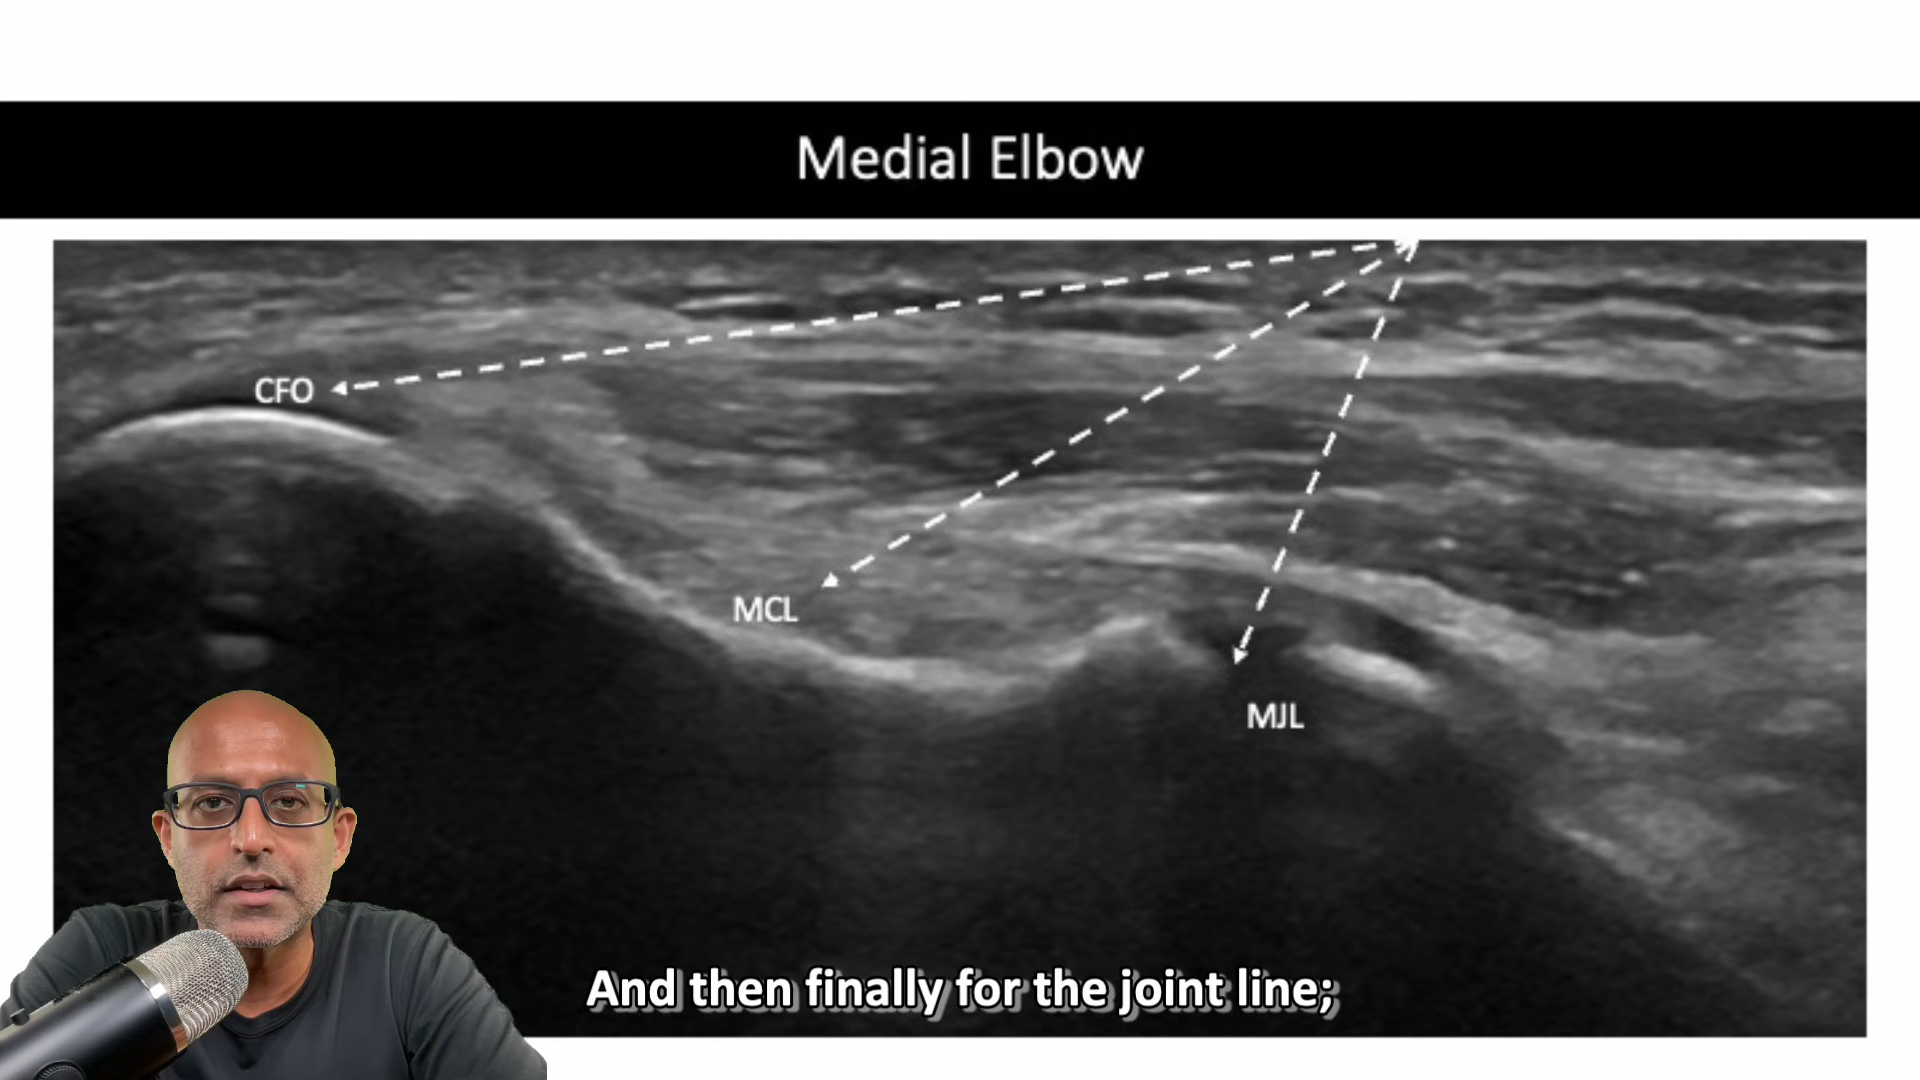 Medial Elbow
CFO
MCL
MJL
And then finally for the joint line;